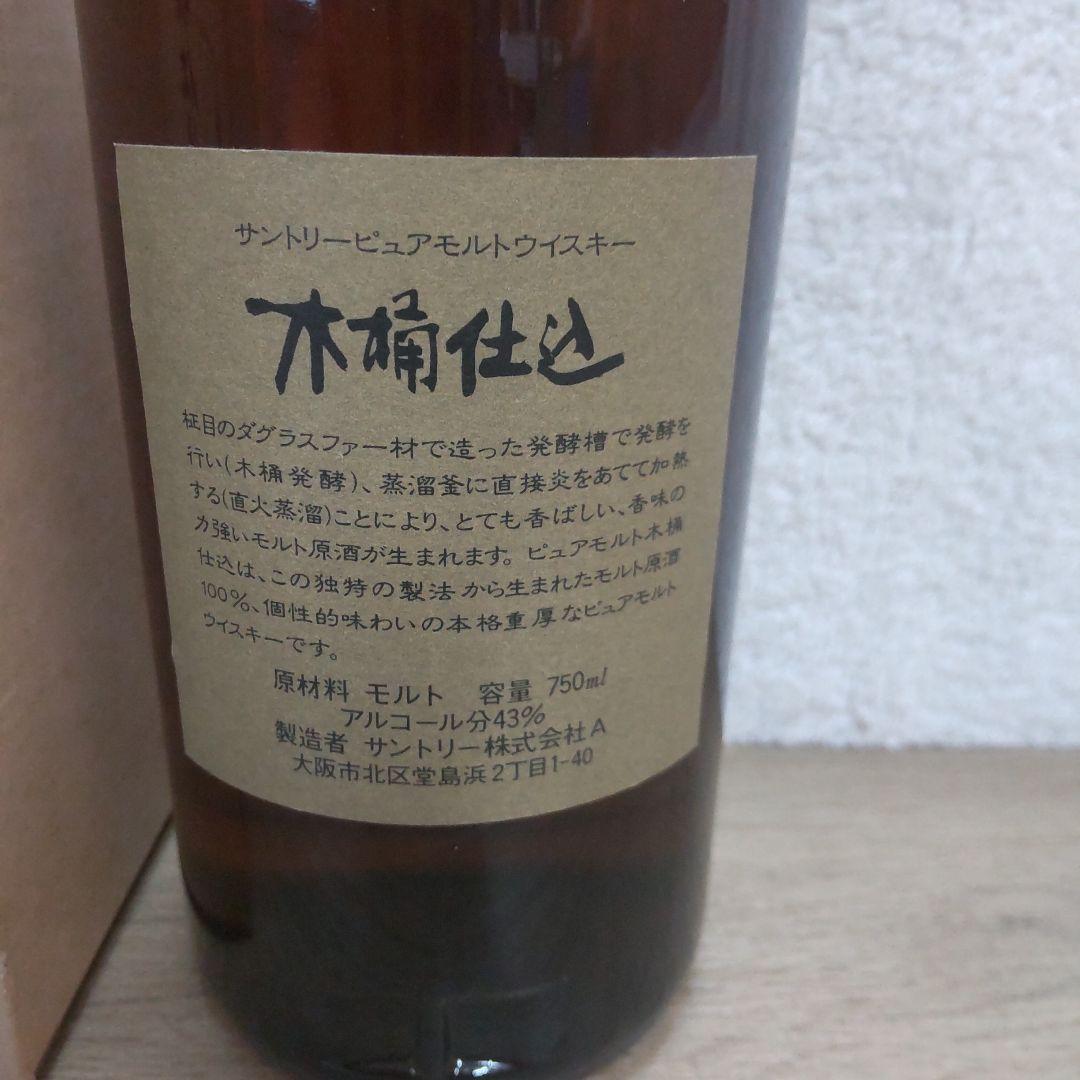 サントリーピュアモルトウイスキー
木桶仕込
柾目のダグラスファー材で造った発酵槽で発酵を
行い(木桶発酵)、蒸溜釜に直接炎をあてて加熱
する(直火蒸溜)ことにより、とても香ばしい、香味の
力強いモルト原酒が生まれます。ピュアモルト木桶
仕込は、この独特の製法から生まれたモルト原酒
100%、個性的味わいの本格重厚なピュアモルト
ウイスキーです。
原材料 モルト 容量 750ml
アルコール分43%
製造者 サントリー株式会社A
大阪市北区堂島浜2丁目1-40